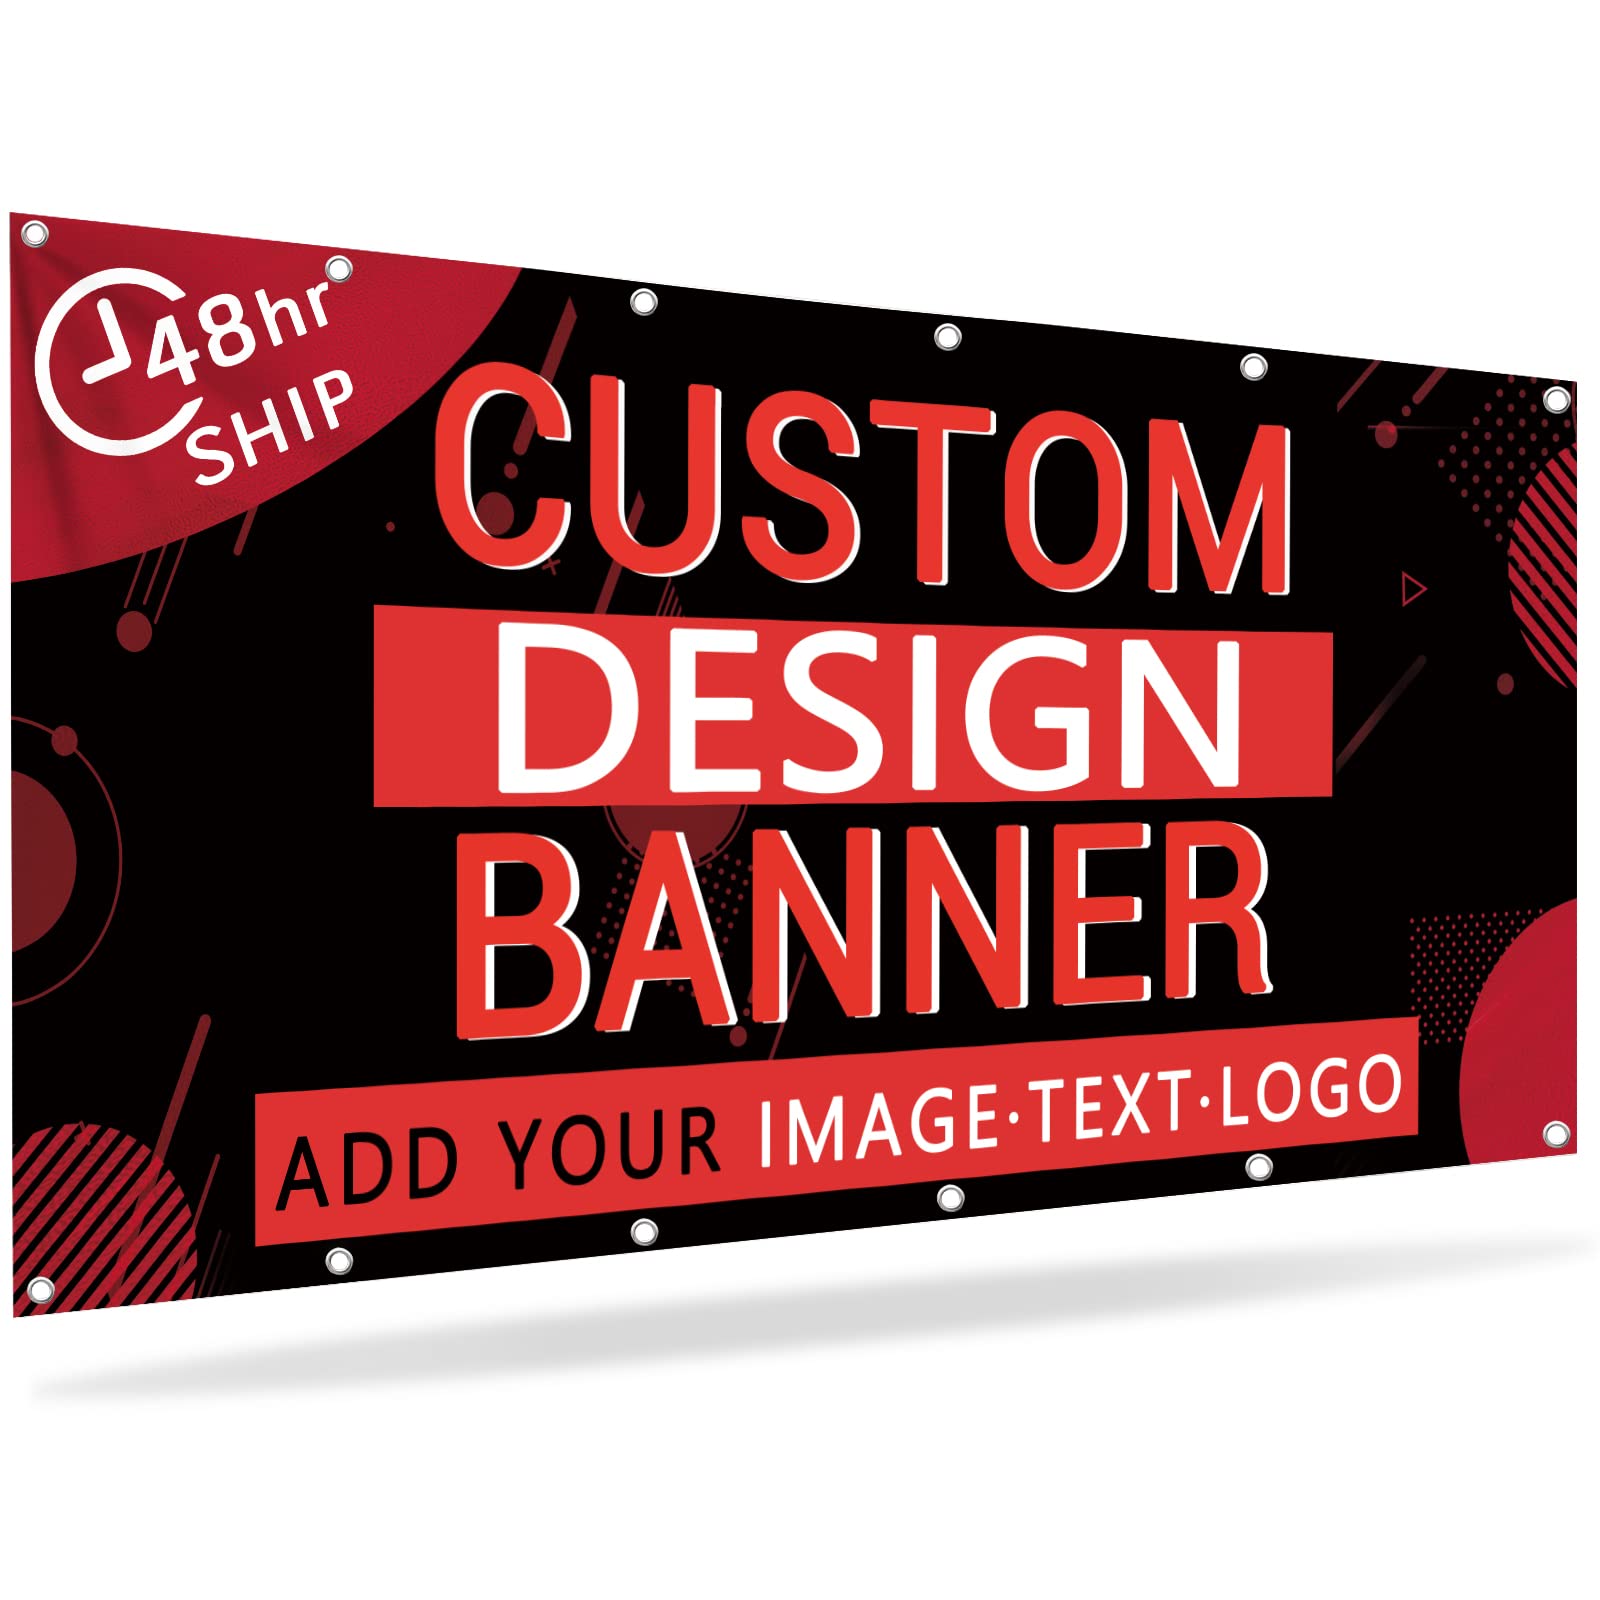 48hr
SHIP
CUSTOM
DESIGN
BANNER
ADD YOUR IMAGE·TEXT·LOGO